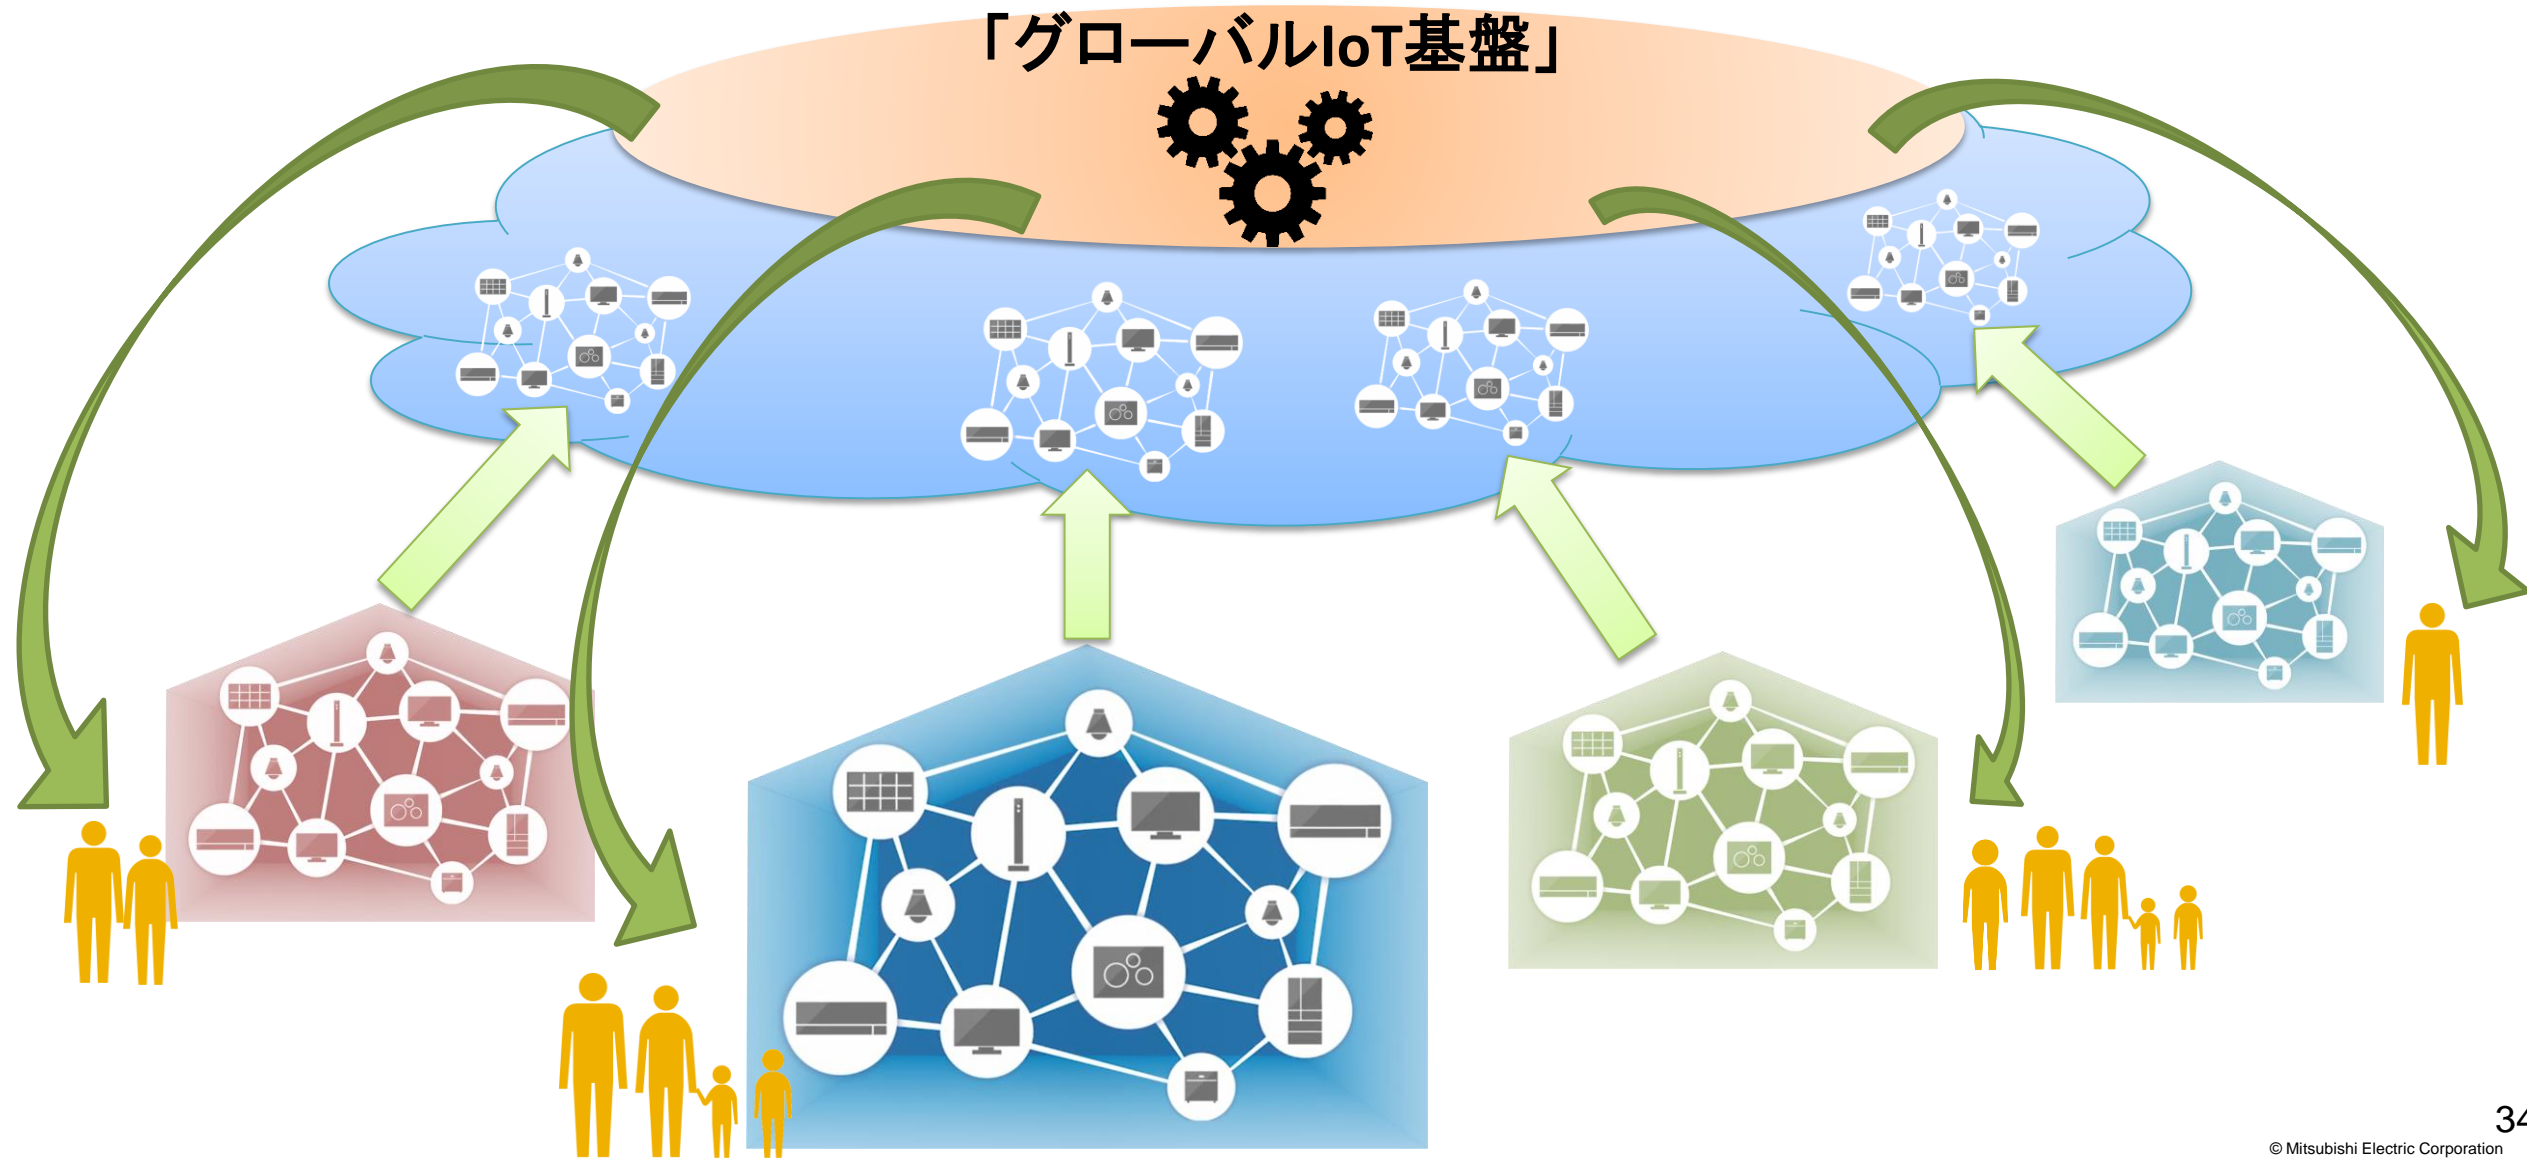 「グローバルIoT基盤」
34
© Mitsubishi Electric Corporation